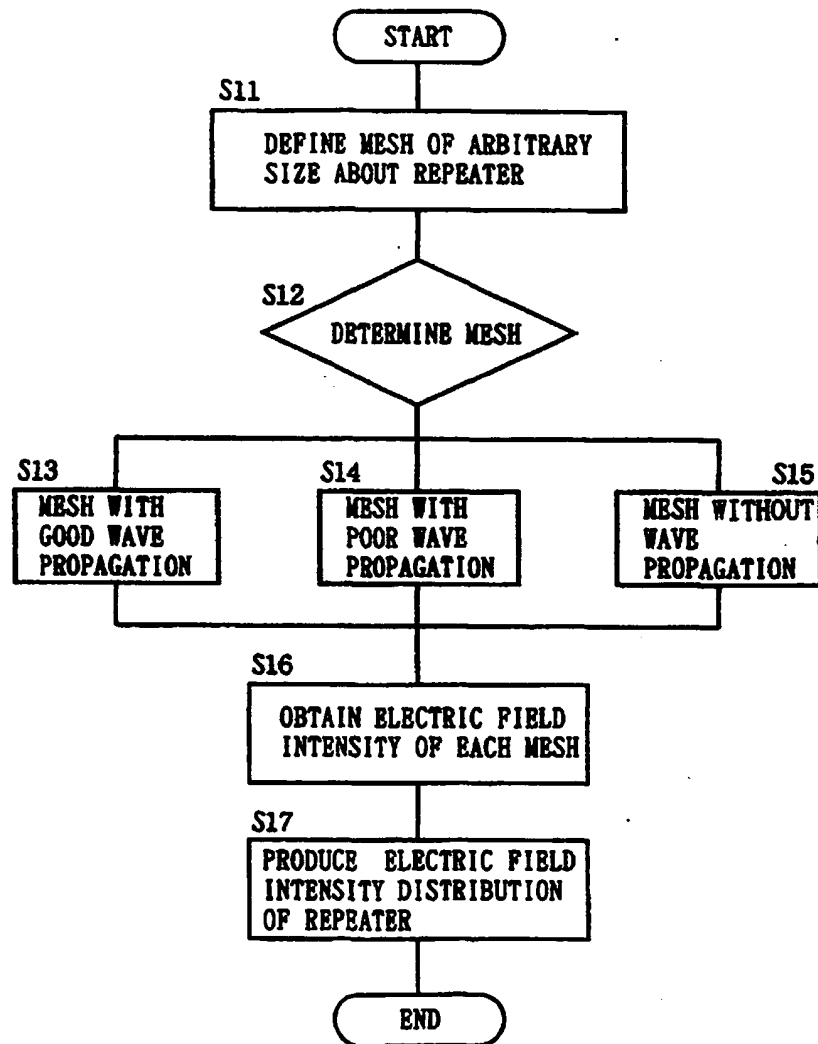 START
S11
DEFINE MESH OF ARBITRARY
SIZE ABOUT REPEATER
S12
DETERMINE MESH
S13
MESH WITH
GOOD WAVE
PROPAGATION
S14
MESH WITH
POOR WAVE
PROPAGATION
S15
MESH WITHOUT
WAVE
PROPAGATION
S16
OBTAIN ELECTRIC FIELD
INTENSITY OF EACH MESH
S17
PRODUCE ELECTRIC FIELD
INTENSITY DISTRIBUTION
OF REPEATER
END